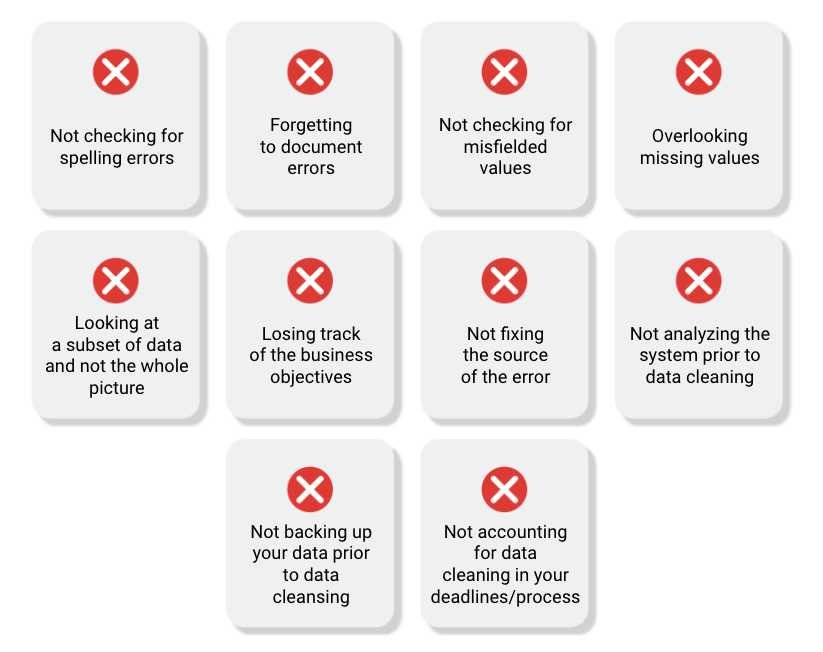 Not checking for
spelling errors
Forgetting
to document
errors
Not checking for
misfielded
values
Overlooking
missing values
Looking at
a subset of data
and not the whole
picture
Losing track
of the business
objectives
Not fixing
the source
of the error
Not analyzing the
system prior to
data cleaning
Not backing up
your data prior
to data
cleansing
Not accounting
for data
cleaning in your
deadlines/process